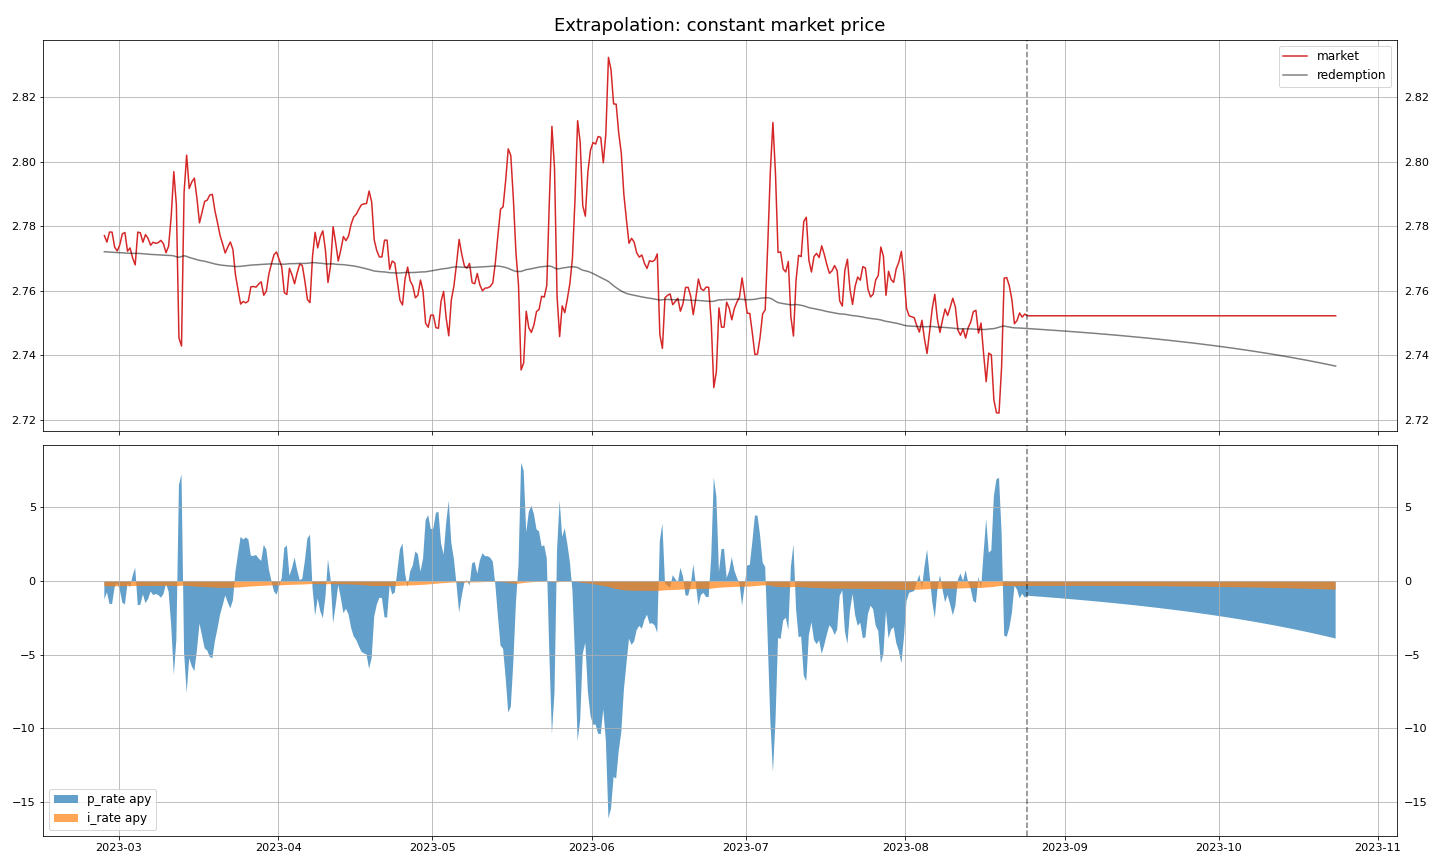 Extrapolation: constant market price
market
redemption
2.82 2.82
2.80 2.80
2.78 2.78
2.76 2.76
2.74 2.74
2.72 2.72
5 5
0 0
−5 −5
−10 −10
−15 −15
p_rate apy
i_rate apy
2023-03 2023-04 2023-05 2023-06 2023-07 2023-08 2023-09 2023-10 2023-11